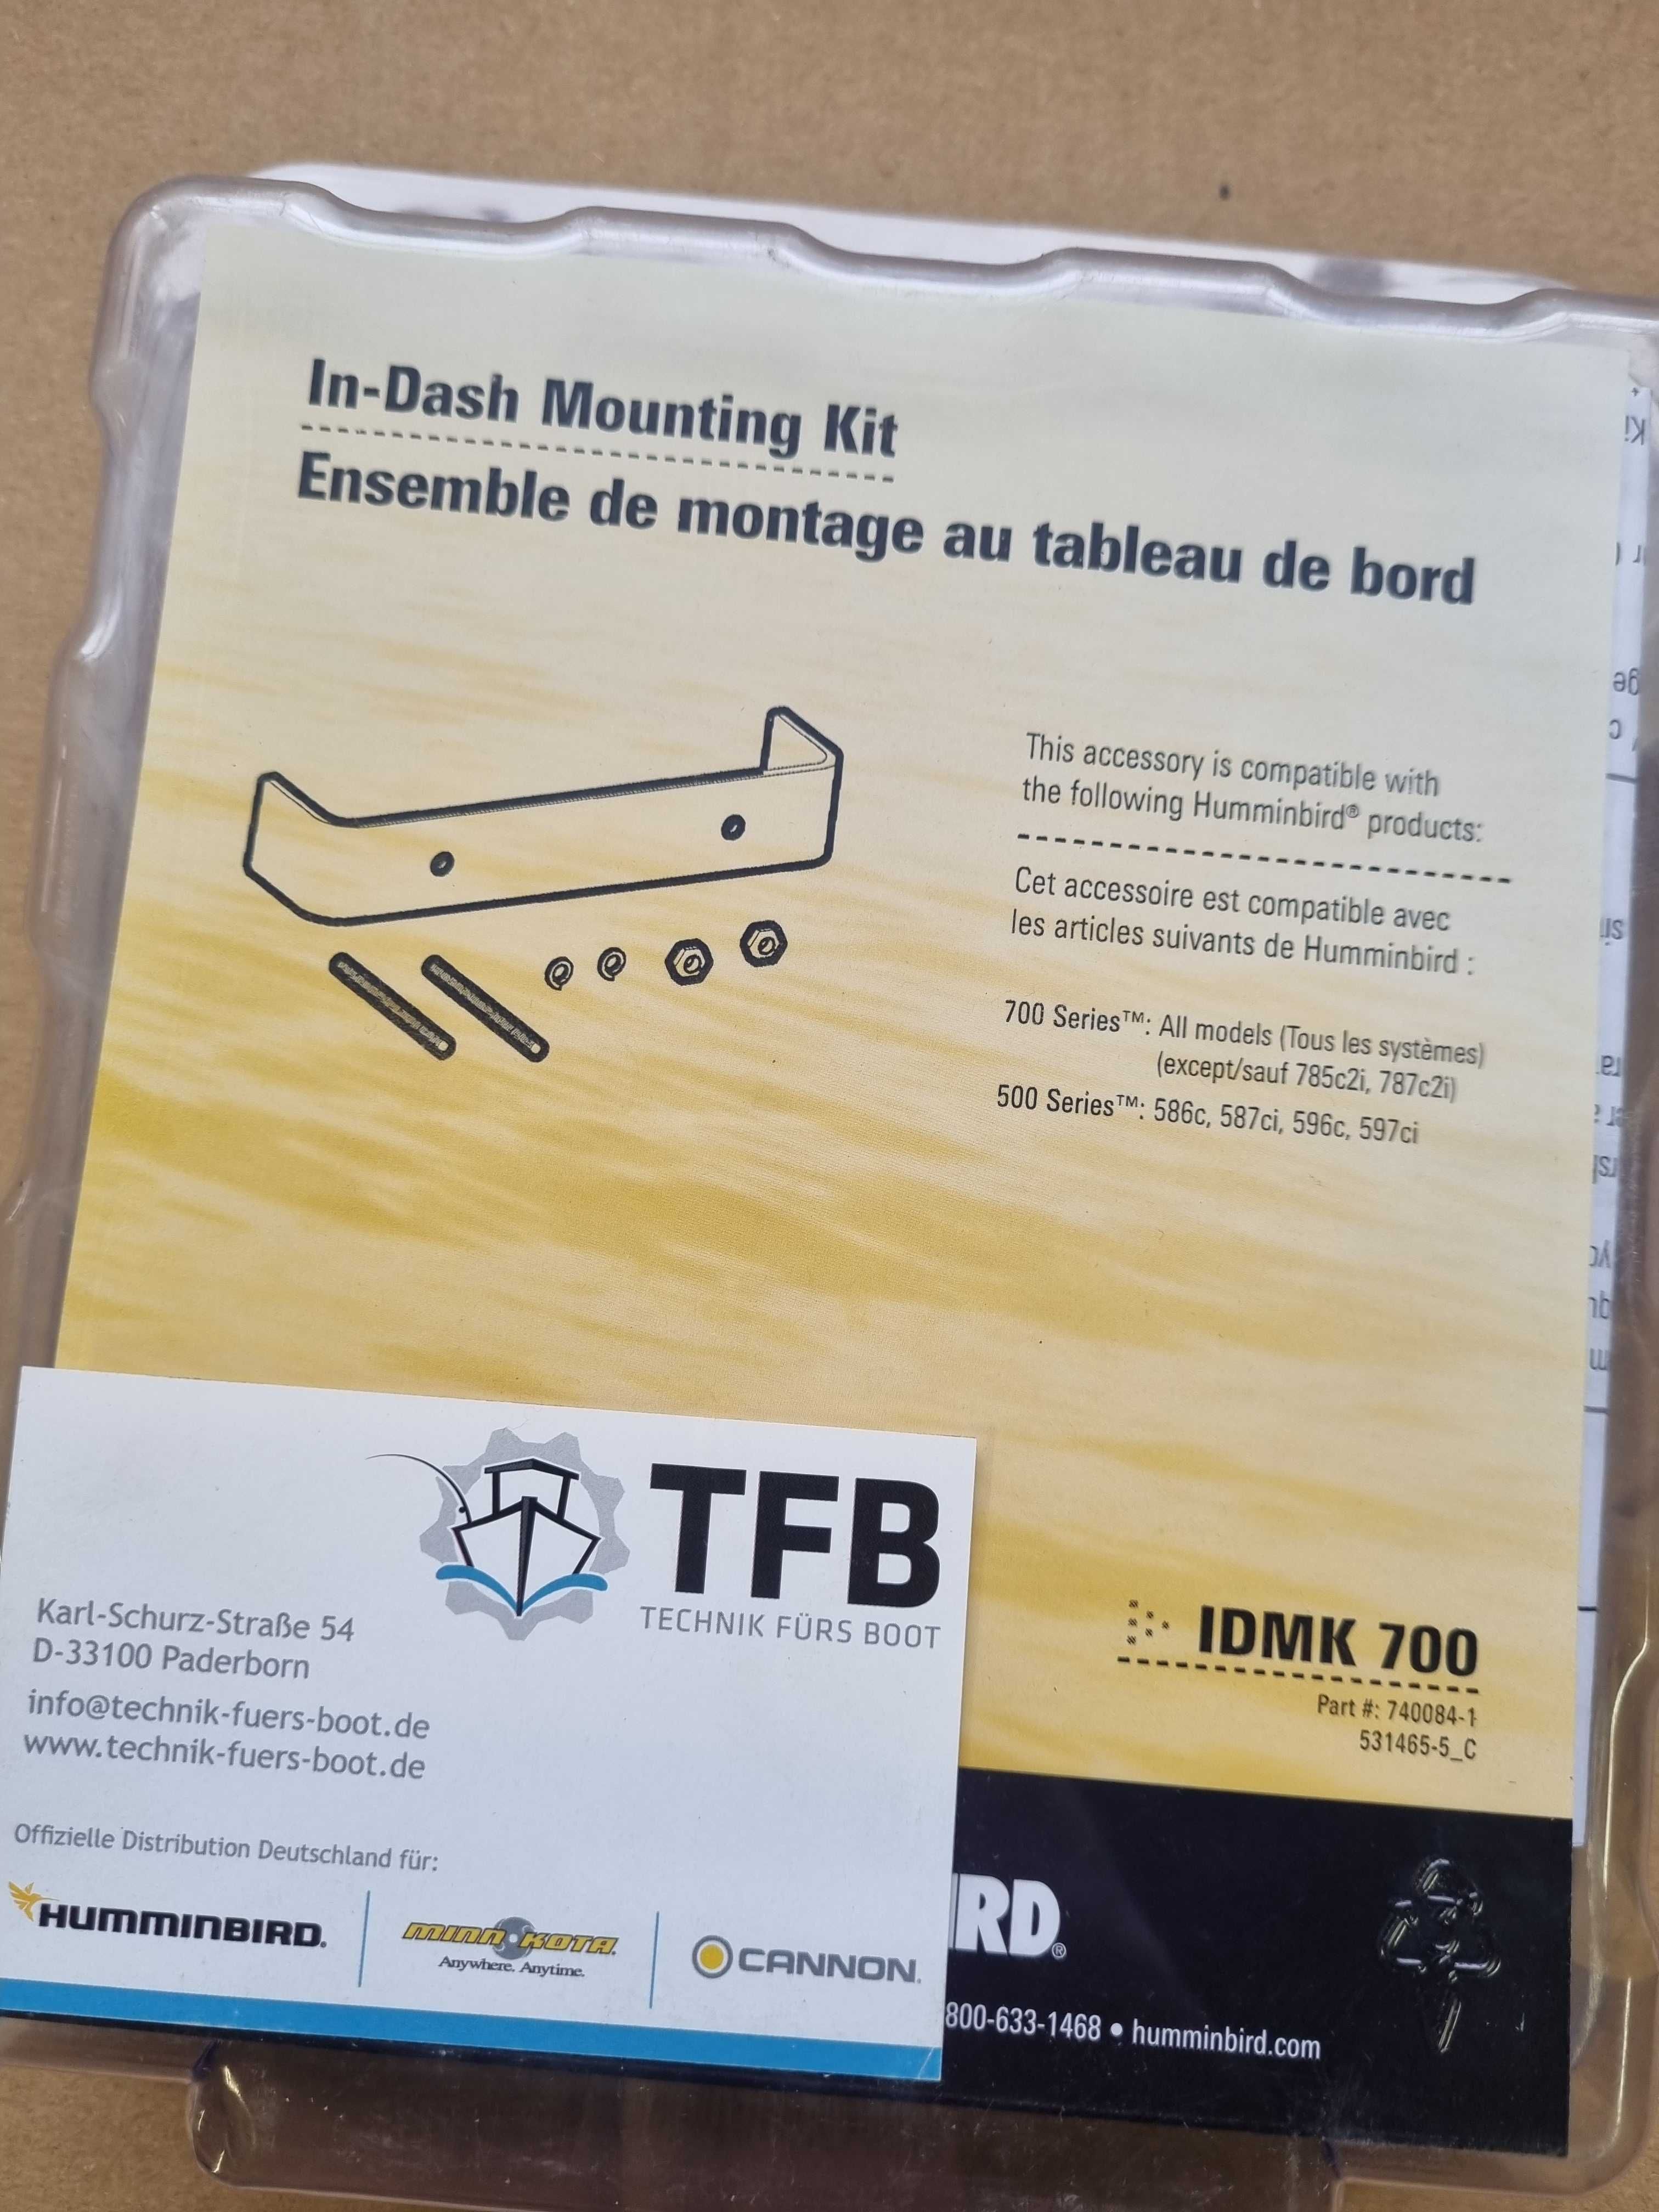 In-Dash Mounting Kit
Ensemble de montage au tableau de bord
This accessory is compatible with
the following Humminbird® products:
Cet accessoire est compatible avec
les articles suivants de Humminbird :
700 Series™: All models (Tous les systèmes)
(except/sauf 785c2i, 787c2i)
500 Series™: 586c, 587ci, 596c, 597ci
IDMK 700
Part #: 740084-1
531465-5_C
RD®
800-633-1468 • humminbird.com
TFB
TECHNIK FÜRS BOOT
Karl-Schurz-Straße 54
D-33100 Paderborn
info@technik-fuers-boot.de
www.technik-fuers-boot.de
Offizielle Distribution Deutschland für:
HUMMINBIRD.
MINN KOTA.
Anywhere. Anytime.
CANNON.